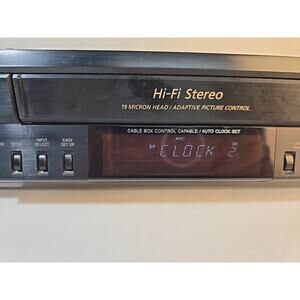 Hi-Fi Stereo
19 MICRON HEAD / ADAPTIVE PICTURE CONTROL
CABLE BOX CONTROL CAPABLE / AUTO CLOCK SET
INPUT SELECT
EASY SET UP
APC
EP CLOCK 2